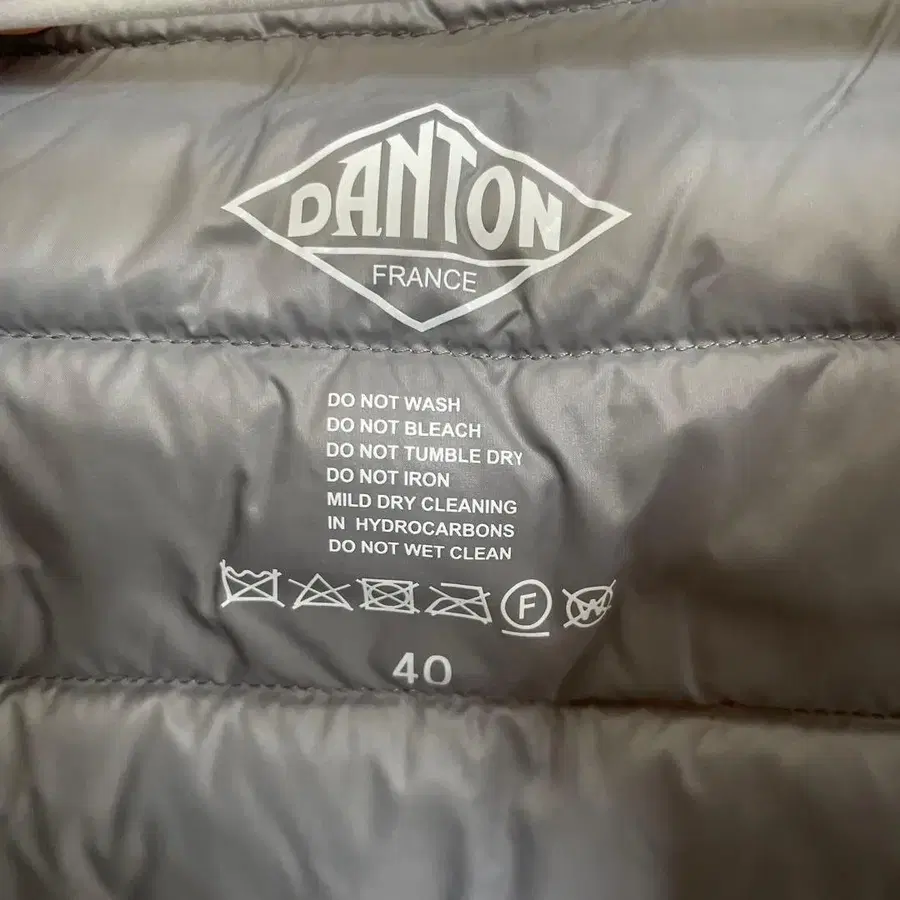 DANTON
FRANCE
DO NOT WASH
DO NOT BLEACH
DO NOT TUMBLE DRY
DO NOT IRON
MILD DRY CLEANING
IN HYDROCARBONS
DO NOT WET CLEAN
F W
40